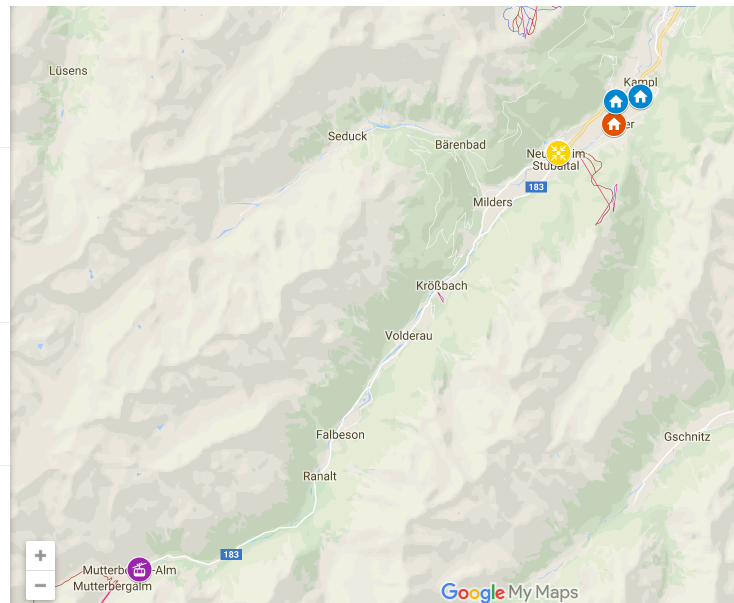 Lüsens
Kampl
Seduck
Bärenbad
Stubaital
183
Milders
Krößbach
Volderau
Falbeson
Gschnitz
Ranalt
183
Mutterbergalm
Google My Maps